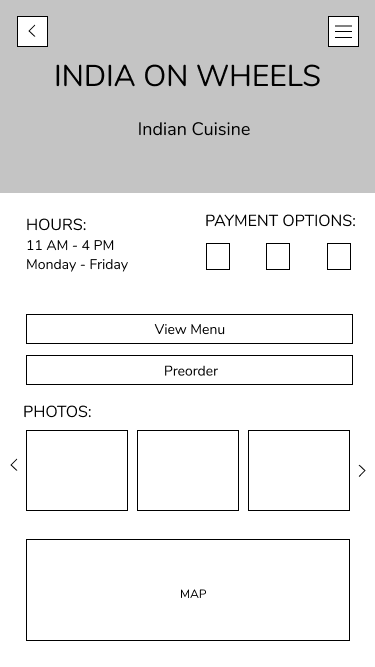 INDIA ON WHEELS
Indian Cuisine
HOURS:
11 AM - 4 PM
Monday - Friday
PAYMENT OPTIONS:
View Menu
Preorder
PHOTOS:
MAP